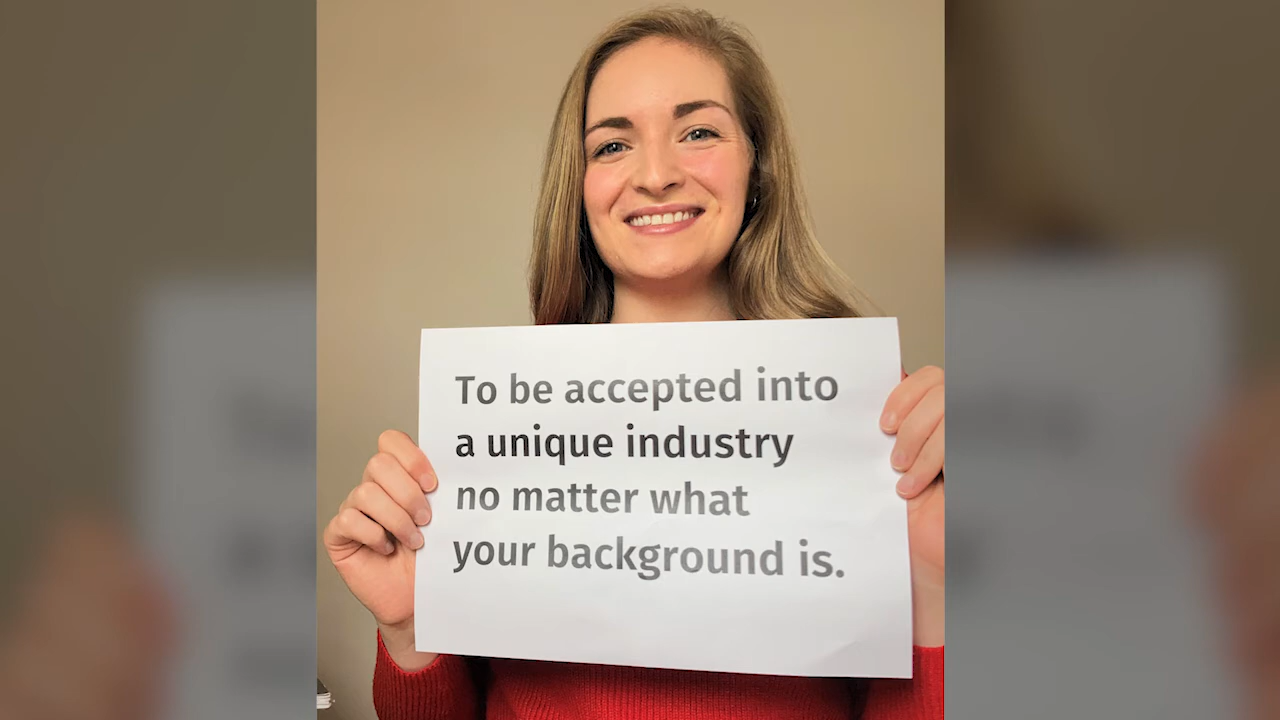 To be accepted into
a unique industry
no matter what
your background is.